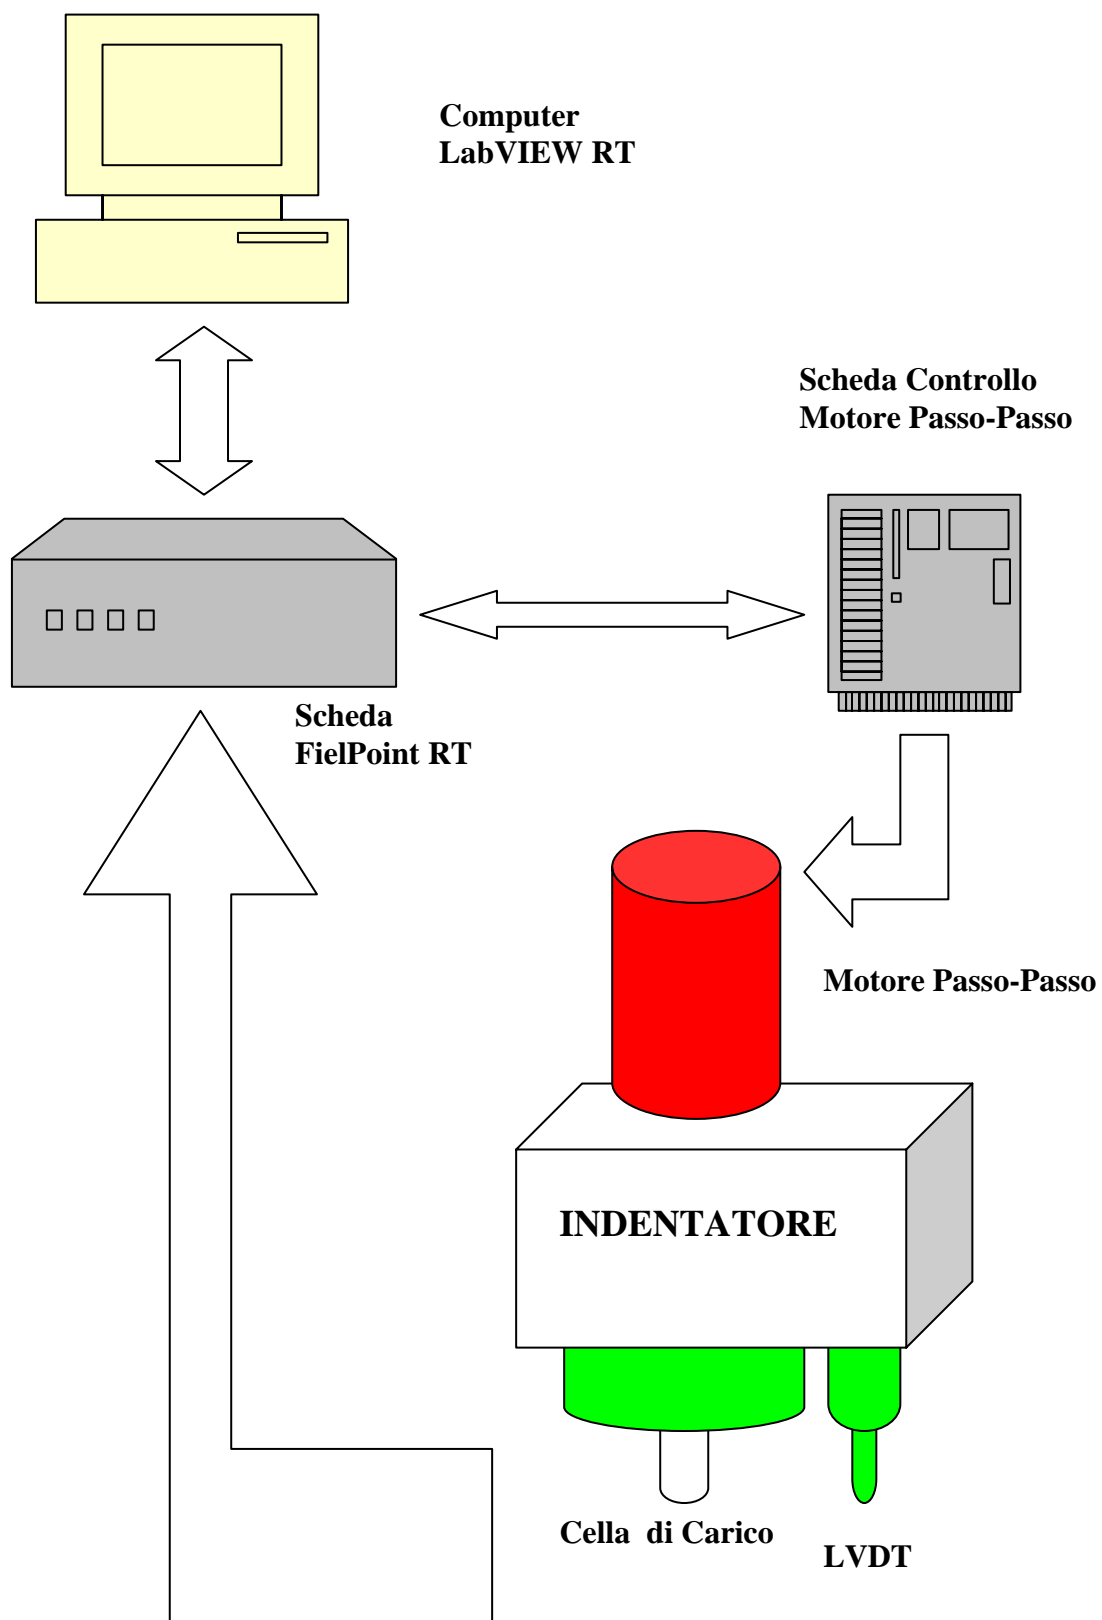 Computer
LabVIEW RT
Scheda Controllo
Motore Passo-Passo
Scheda
FielPoint RT
Motore Passo-Passo
INDENTATORE
Cella di Carico
LVDT